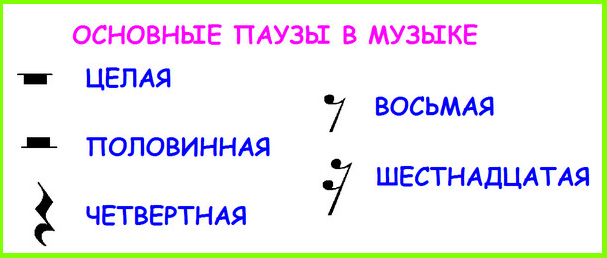 ОСНОВНЫЕ ПАУЗЫ В МУЗЫКЕ
ЦЕЛАЯ
ПОЛОВИННАЯ
ЧЕТВЕРТНАЯ
ВОСЬМАЯ
ШЕСТНАДЦАТАЯ